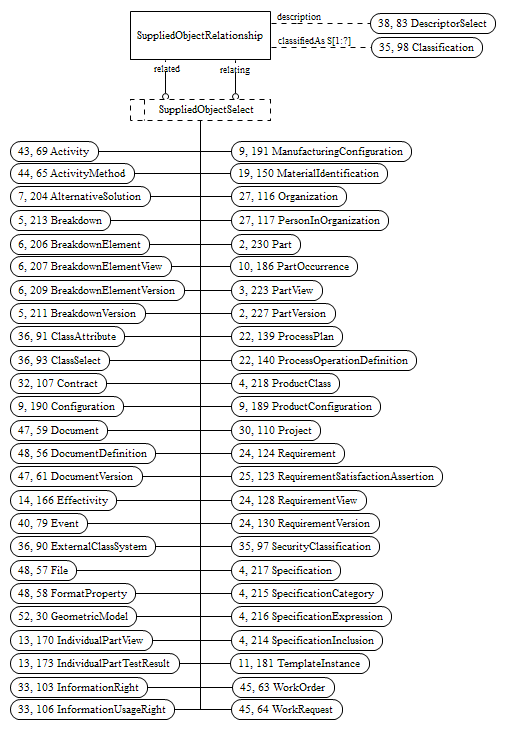 description
38, 83 DescriptorSelect
SuppliedObjectRelationship
classifiedAs S[1:?]
35, 98 Classification
related
relating
SuppliedObjectSelect
43, 69 Activity
9, 191 ManufacturingConfiguration
44, 65 ActivityMethod
19, 150 MaterialIdentification
7, 204 AlternativeSolution
27, 116 Organization
5, 213 Breakdown
27, 117 PersonInOrganization
6, 206 BreakdownElement
2, 230 Part
6, 207 BreakdownElementView
10, 186 PartOccurrence
6, 209 BreakdownElementVersion
3, 223 PartView
5, 211 BreakdownVersion
2, 227 PartVersion
36, 91 ClassAttribute
22, 139 ProcessPlan
36, 93 ClassSelect
22, 140 ProcessOperationDefinition
32, 107 Contract
4, 218 ProductClass
9, 190 Configuration
9, 189 ProductConfiguration
47, 59 Document
30, 110 Project
48, 56 DocumentDefinition
24, 124 Requirement
47, 61 DocumentVersion
25, 123 RequirementSatisfactionAssertion
14, 166 Effectivity
24, 128 RequirementView
40, 79 Event
24, 130 RequirementVersion
36, 90 ExternalClassSystem
35, 97 SecurityClassification
48, 57 File
4, 217 Specification
48, 58 FormatProperty
4, 215 SpecificationCategory
52, 30 GeometricModel
4, 216 SpecificationExpression
13, 170 IndividualPartView
4, 214 SpecificationInclusion
13, 173 IndividualPartTestResult
11, 181 TemplateInstance
33, 103 InformationRight
45, 63 WorkOrder
33, 106 InformationUsageRight
45, 64 WorkRequest